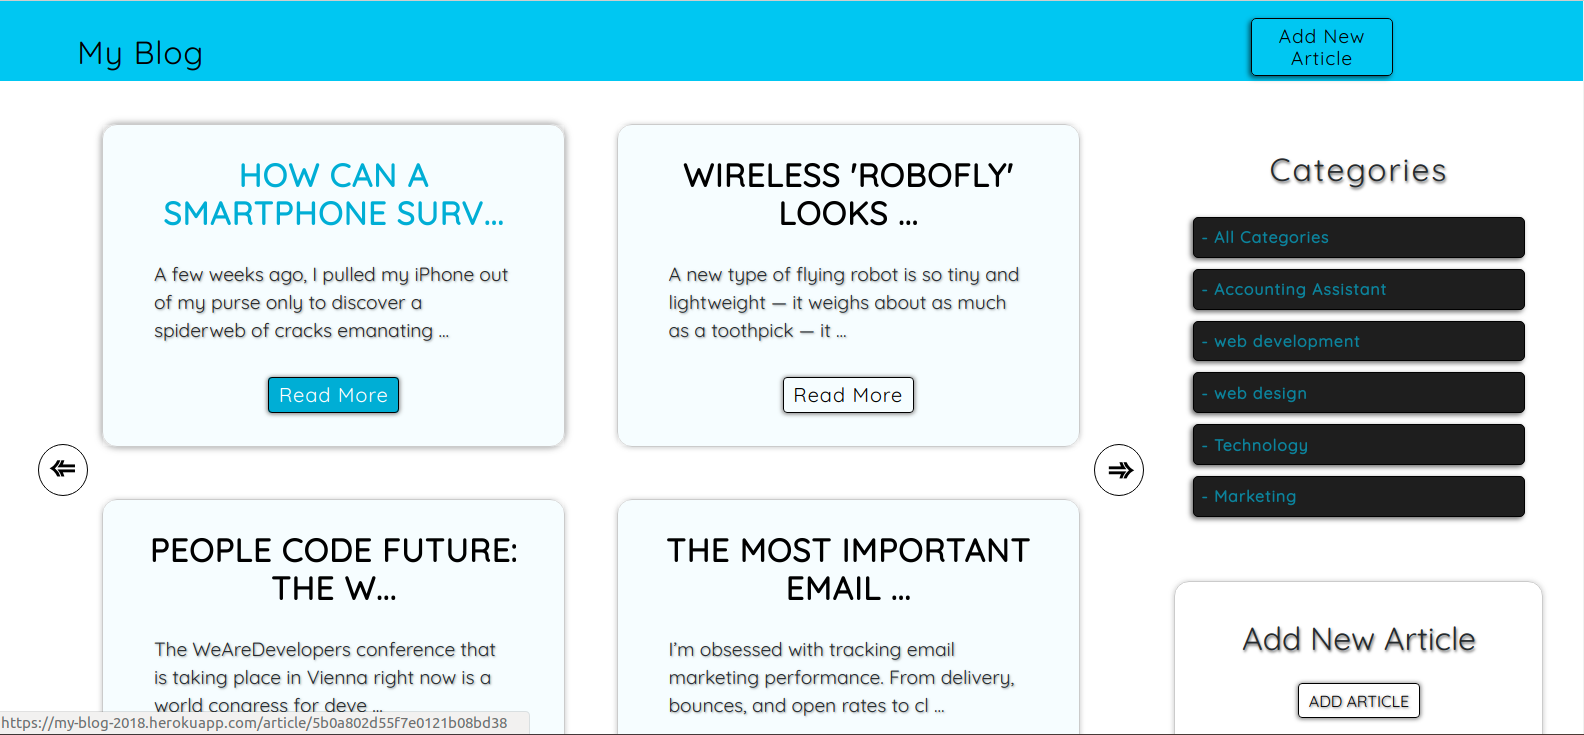 My Blog
Add New
Article
HOW CAN A
SMARTPHONE SURV...
A few weeks ago, I pulled my iPhone out
of my purse only to discover a
spiderweb of cracks emanating ...
Read More
WIRELESS 'ROBOFLY'
LOOKS ...
A new type of flying robot is so tiny and
lightweight — it weighs about as much
as a toothpick — it ...
Read More
PEOPLE CODE FUTURE:
THE W...
The WeAreDevelopers conference that
is taking place in Vienna right now is a
world congress for deve ...
THE MOST IMPORTANT
EMAIL ...
I'm obsessed with tracking email
marketing performance. From delivery,
bounces, and open rates to cl ...
Categories
- All Categories
- Accounting Assistant
- web development
- web design
- Technology
- Marketing
Add New Article
ADD ARTICLE
https://my-blog-2018.herokuapp.com/article/5b0a802d55f7e0121b08bd38